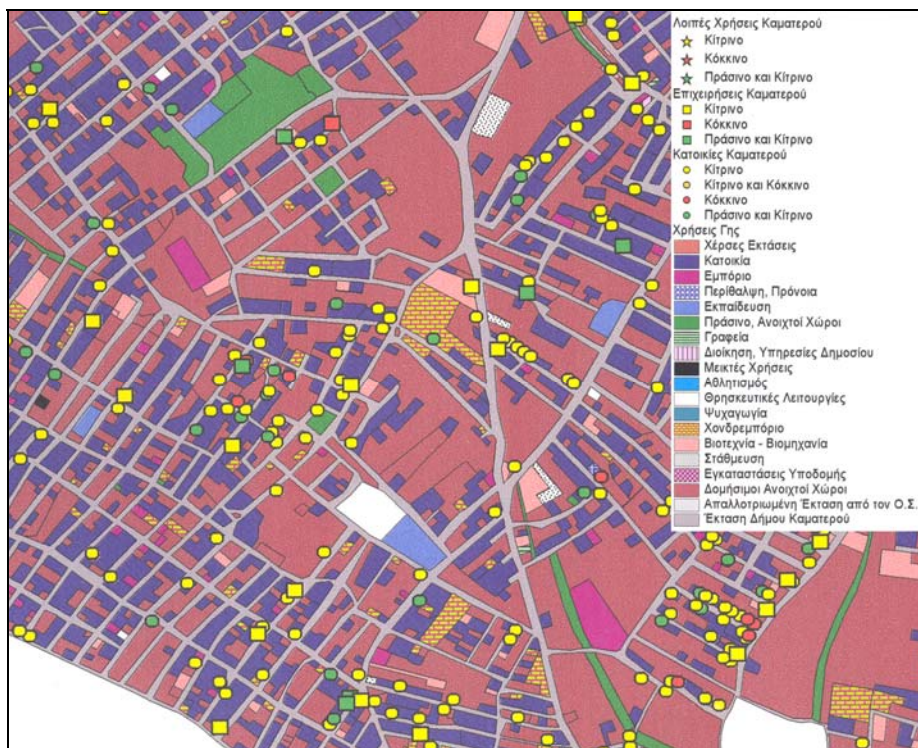 Λοιπές Χρήσεις Καματερού
Κίτρινο
Κόκκινο
Πράσινο και Κίτρινο
Επιχειρήσεις Καματερού
Κίτρινο
Κόκκινο
Πράσινο και Κίτρινο
Κατοικίες Καματερού
Κίτρινο
Κίτρινο και Κόκκινο
Κόκκινο
Πράσινο και Κίτρινο
Χρήσεις Γης
Χέρσες Εκτάσεις
Κατοικία
Εμπόριο
Περίθαλψη, Πρόνοια
Εκπαίδευση
Πράσινο, Ανοιχτοί Χώροι
Γραφεία
Διοίκηση, Υπηρεσίες Δημοσίου
Μεικτές Χρήσεις
Αθλητισμός
Θρησκευτικές Λειτουργίες
Ψυχαγωγία
Χονδρεμπόριο
Βιοτεχνία - Βιομηχανία
Στάθμευση
Εγκαταστάσεις Υποδομής
Δομήσιμοι Ανοιχτοί Χώροι
Απαλλοτριωμένη Έκταση από τον Ο.Σ.
Έκταση Δήμου Καματερού